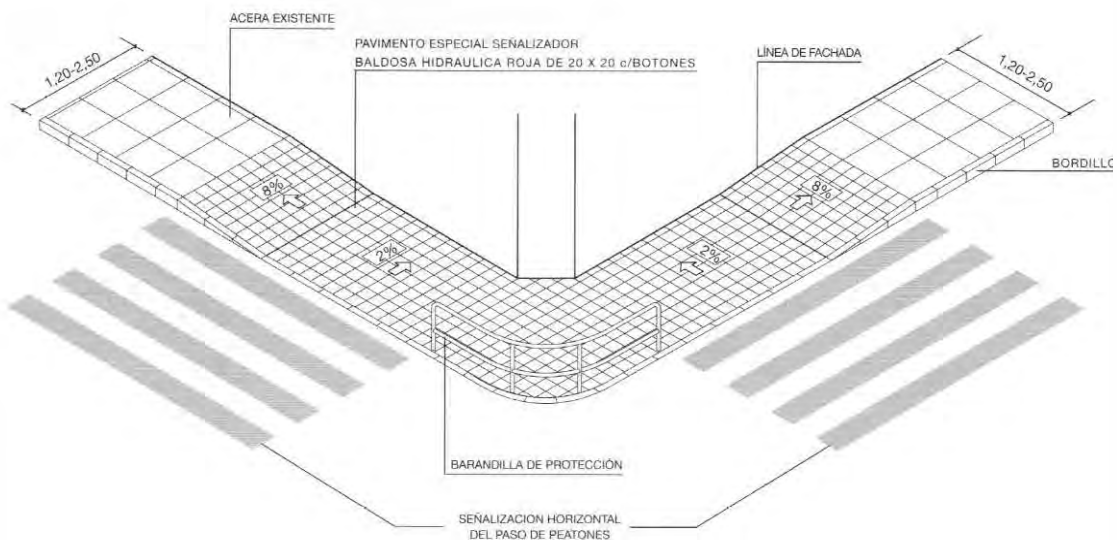 ACERA EXISTENTE
PAVIMENTO ESPECIAL SEÑALIZADOR
BALDOSA HIDRAULICA ROJA DE 20 X 20 c/BOTONES
LÍNEA DE FACHADA
1,20-2,50
1,20-2,50
BORDILLO
8%
8%
2%
2%
BARANDILLA DE PROTECCIÓN
SEÑALIZACION HORIZONTAL
DEL PASO DE PEATONES